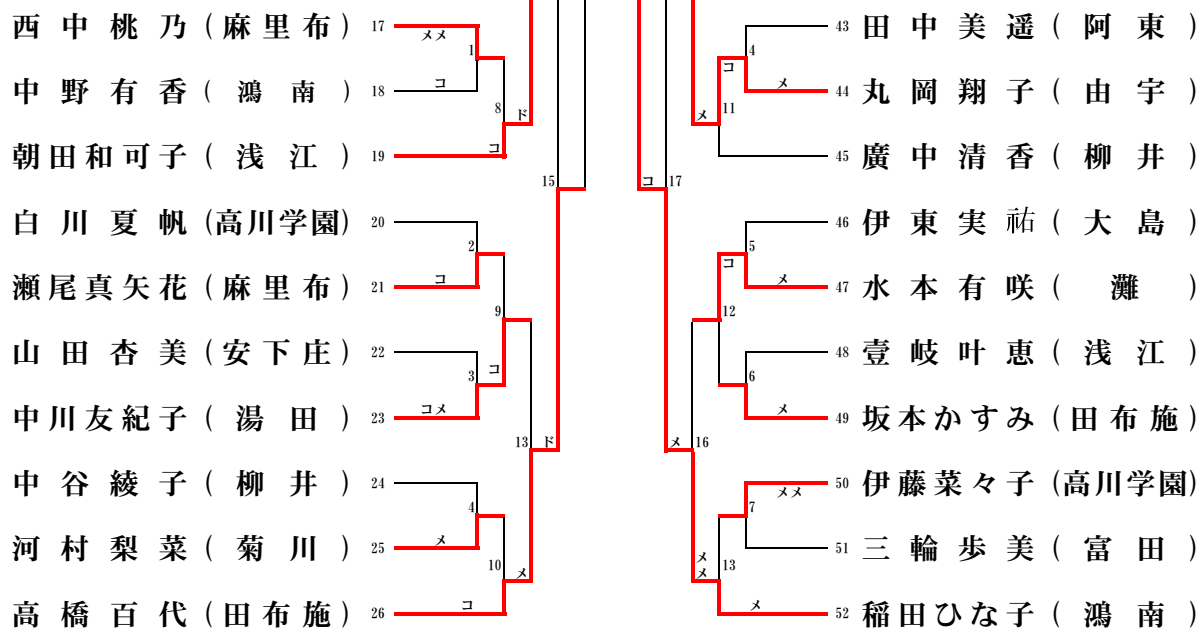 西中桃乃(麻里布) 17
メメ
1
中野有香(鴻南) 18
コ
8
ド
朝田和可子(浅江) 19
コ
15
白川夏帆(高川学園) 20
2
瀬尾真矢花(麻里布) 21
コ
9
山田杏美(安下庄) 22
3
コ
中川友紀子(湯田) 23
コメ
13
ド
中谷綾子(柳井) 24
4
河村梨菜(菊川) 25
メ
10
メ
高橋百代(田布施) 26
コ
43 田中美遥(阿東)
4
コ
44 丸岡翔子(由宇)
メ
メ
11
45 廣中清香(柳井)
コ
17
46 伊東実祐(大島)
5
コ
47 水本有咲(灘)
メ
12
48 壹岐叶恵(浅江)
6
49 坂本かすみ(田布施)
メ
メ
16
50 伊藤菜々子(高川学園)
メメ
7
51 三輪歩美(富田)
メ
メ
13
52 稲田ひな子(鴻南)
メ